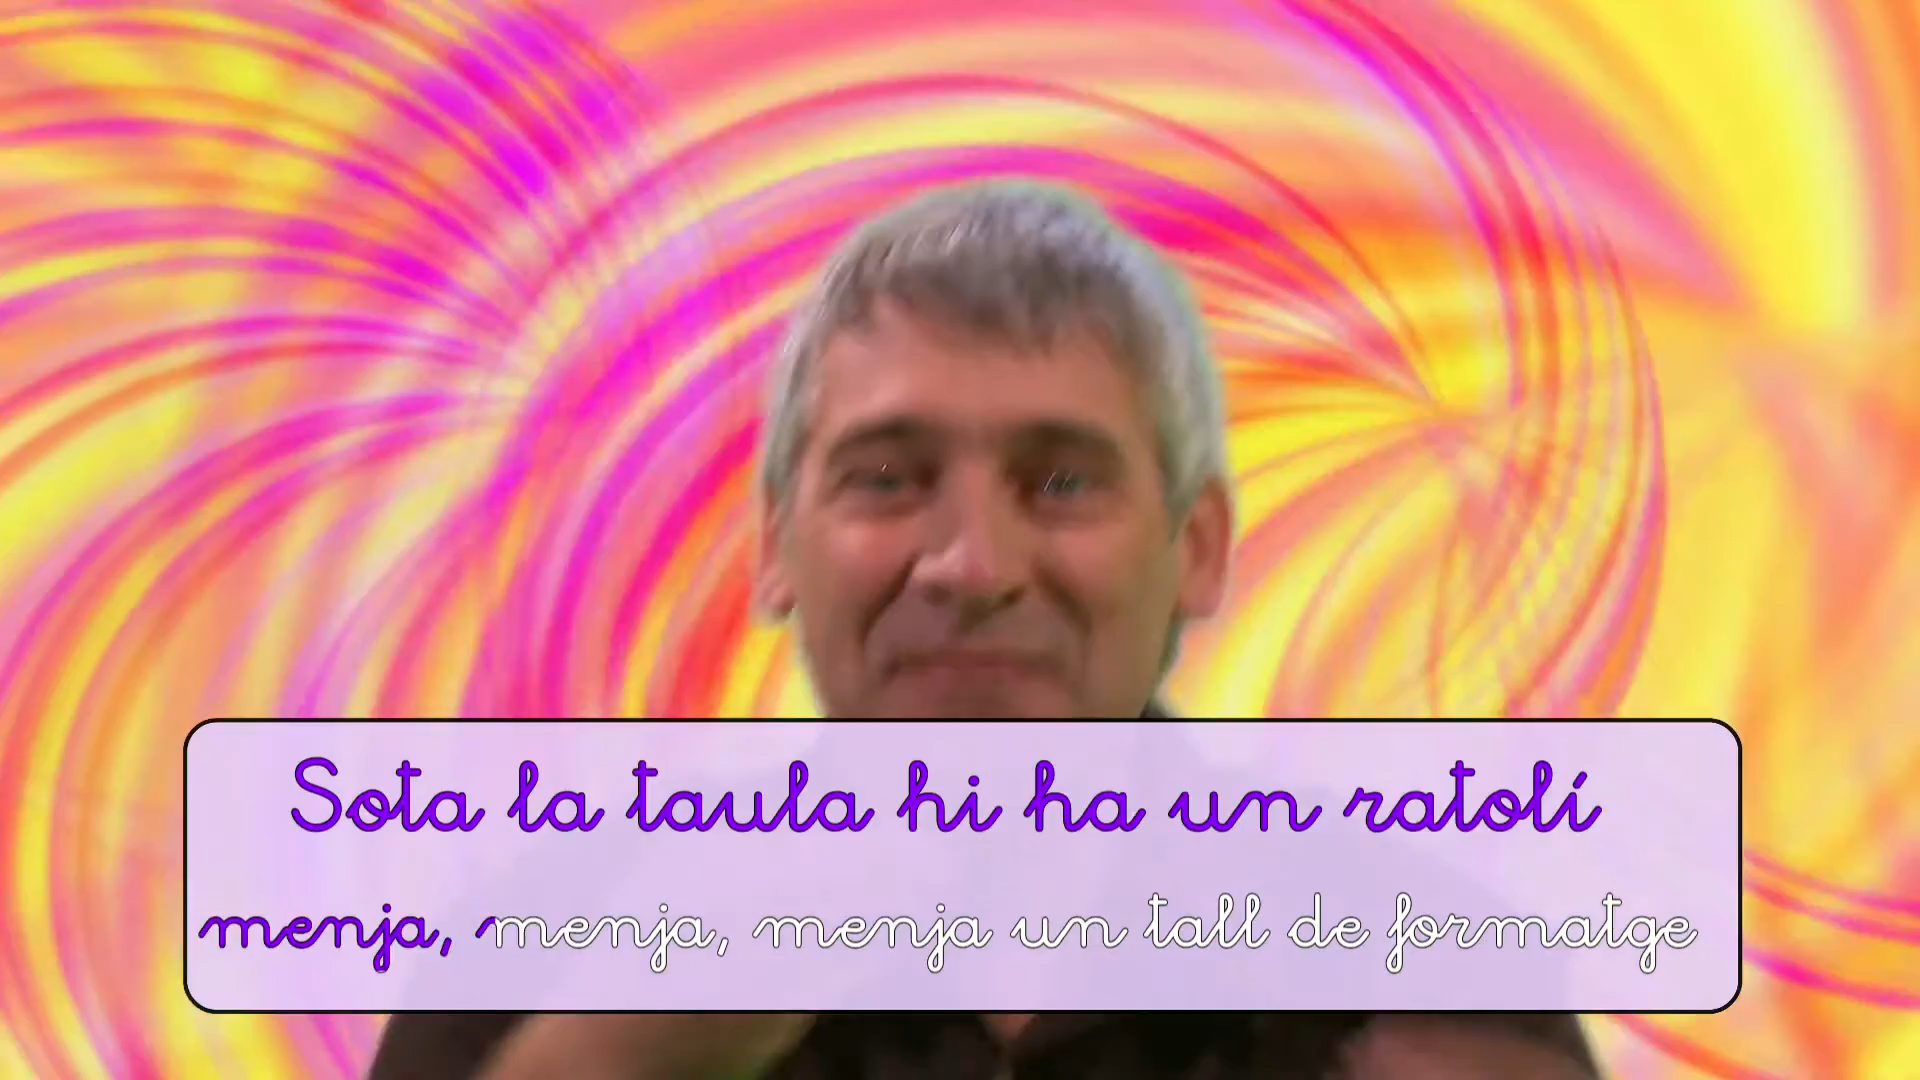 Sota la taula hi ha un ratolí
menja, menja, menja un tall de formatge